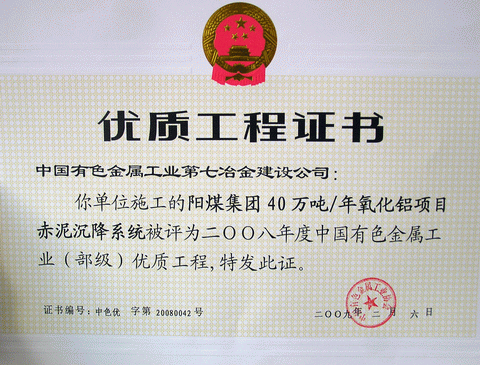 优质工程证书
中国有色金属工业第七冶金建设公司：
你单位施工的阳煤集团40万吨/年氧化铝项目
赤泥沉降系统被评为二〇〇八年度中国有色金属工
业（部级）优质工程，特发此证。
证书编号：中色优 字第 20080042 号
二〇〇九年 二月 六日